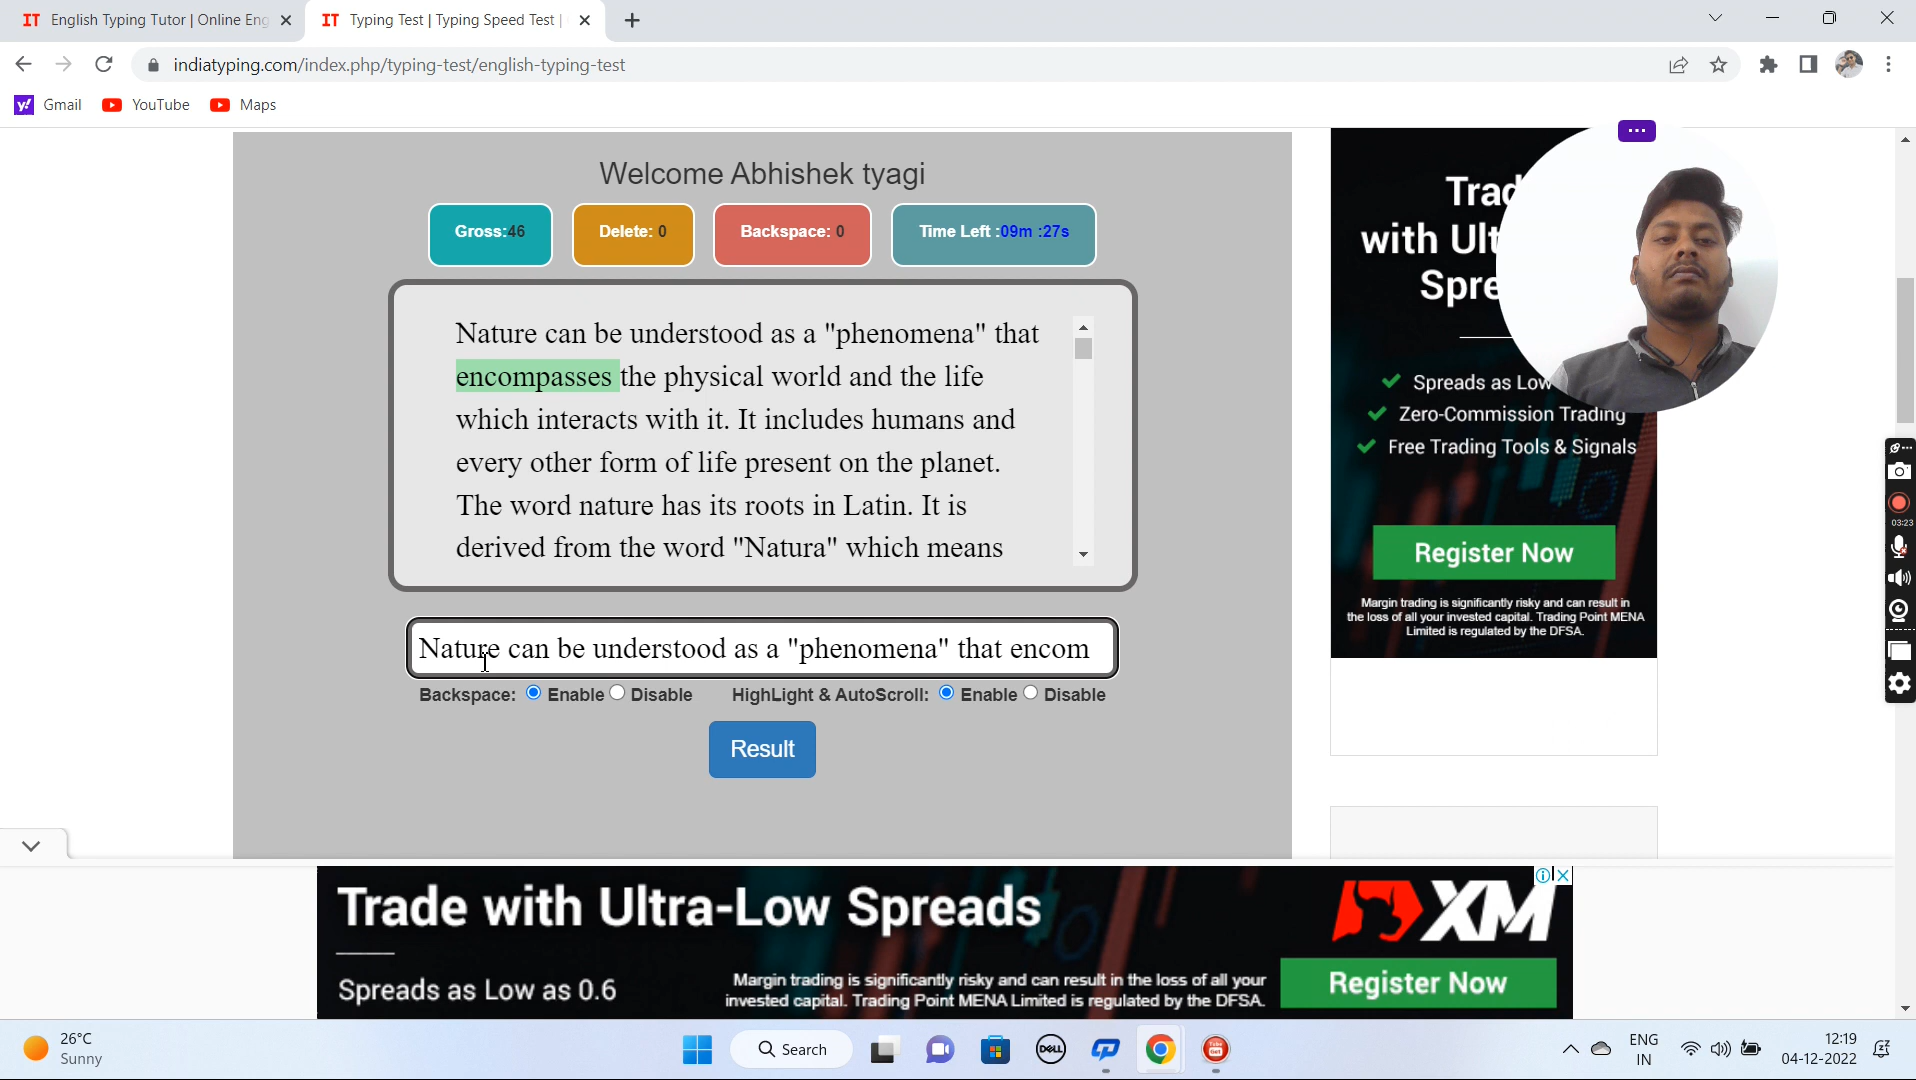 English Typing Tutor | Online Eng
Typing Test | Typing Speed Test |
indiatyping.com/index.php/typing-test/english-typing-test
Gmail YouTube Maps
Welcome Abhishek tyagi
Gross:46 Delete: 0 Backspace: 0 Time Left :09m :27s
Nature can be understood as a "phenomena" that
encompasses the physical world and the life
which interacts with it. It includes humans and
every other form of life present on the planet.
The word nature has its roots in Latin. It is
derived from the word "Natura" which means
Nature can be understood as a "phenomena" that encom
Backspace: Enable Disable HighLight & AutoScroll: Enable Disable
Result
with
Spreads as Low
Zero-Commission Trading
Free Trading Tools & Signals
Register Now
Margin trading is significantly risky and can result in
the loss of all your invested capital. Trading Point MENA
Limited is regulated by the DFSA.
03:23
Trade with Ultra-Low Spreads
Spreads as Low as 0.6
Margin trading is significantly risky and can result in the loss of all your
invested capital. Trading Point MENA Limited is regulated by the DFSA.
XM
Register Now
26°C
Sunny
Search
DELL
ENG
IN
12:19
04-12-2022